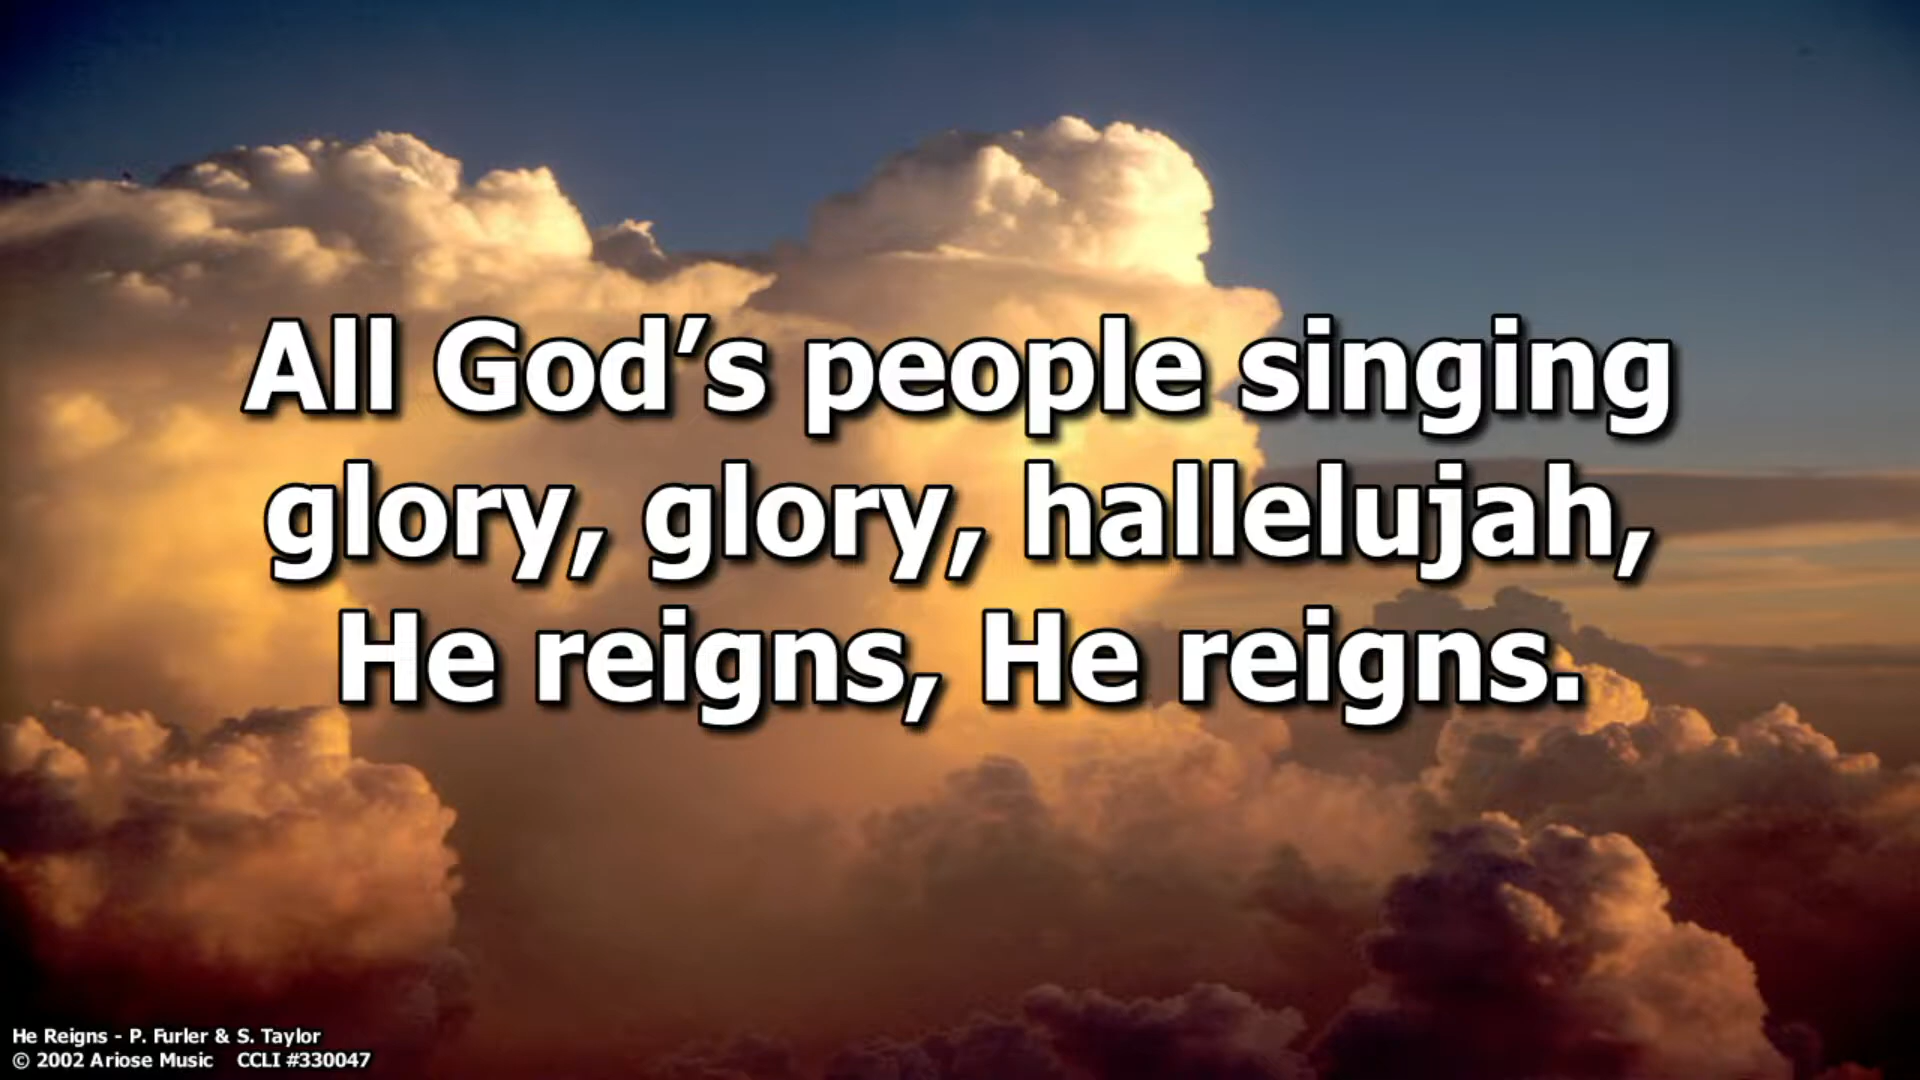 All God’s people singing
glory, glory, hallelujah,
He reigns, He reigns.
He Reigns - P. Furler & S. Taylor
© 2002 Ariose Music CCLI #330047